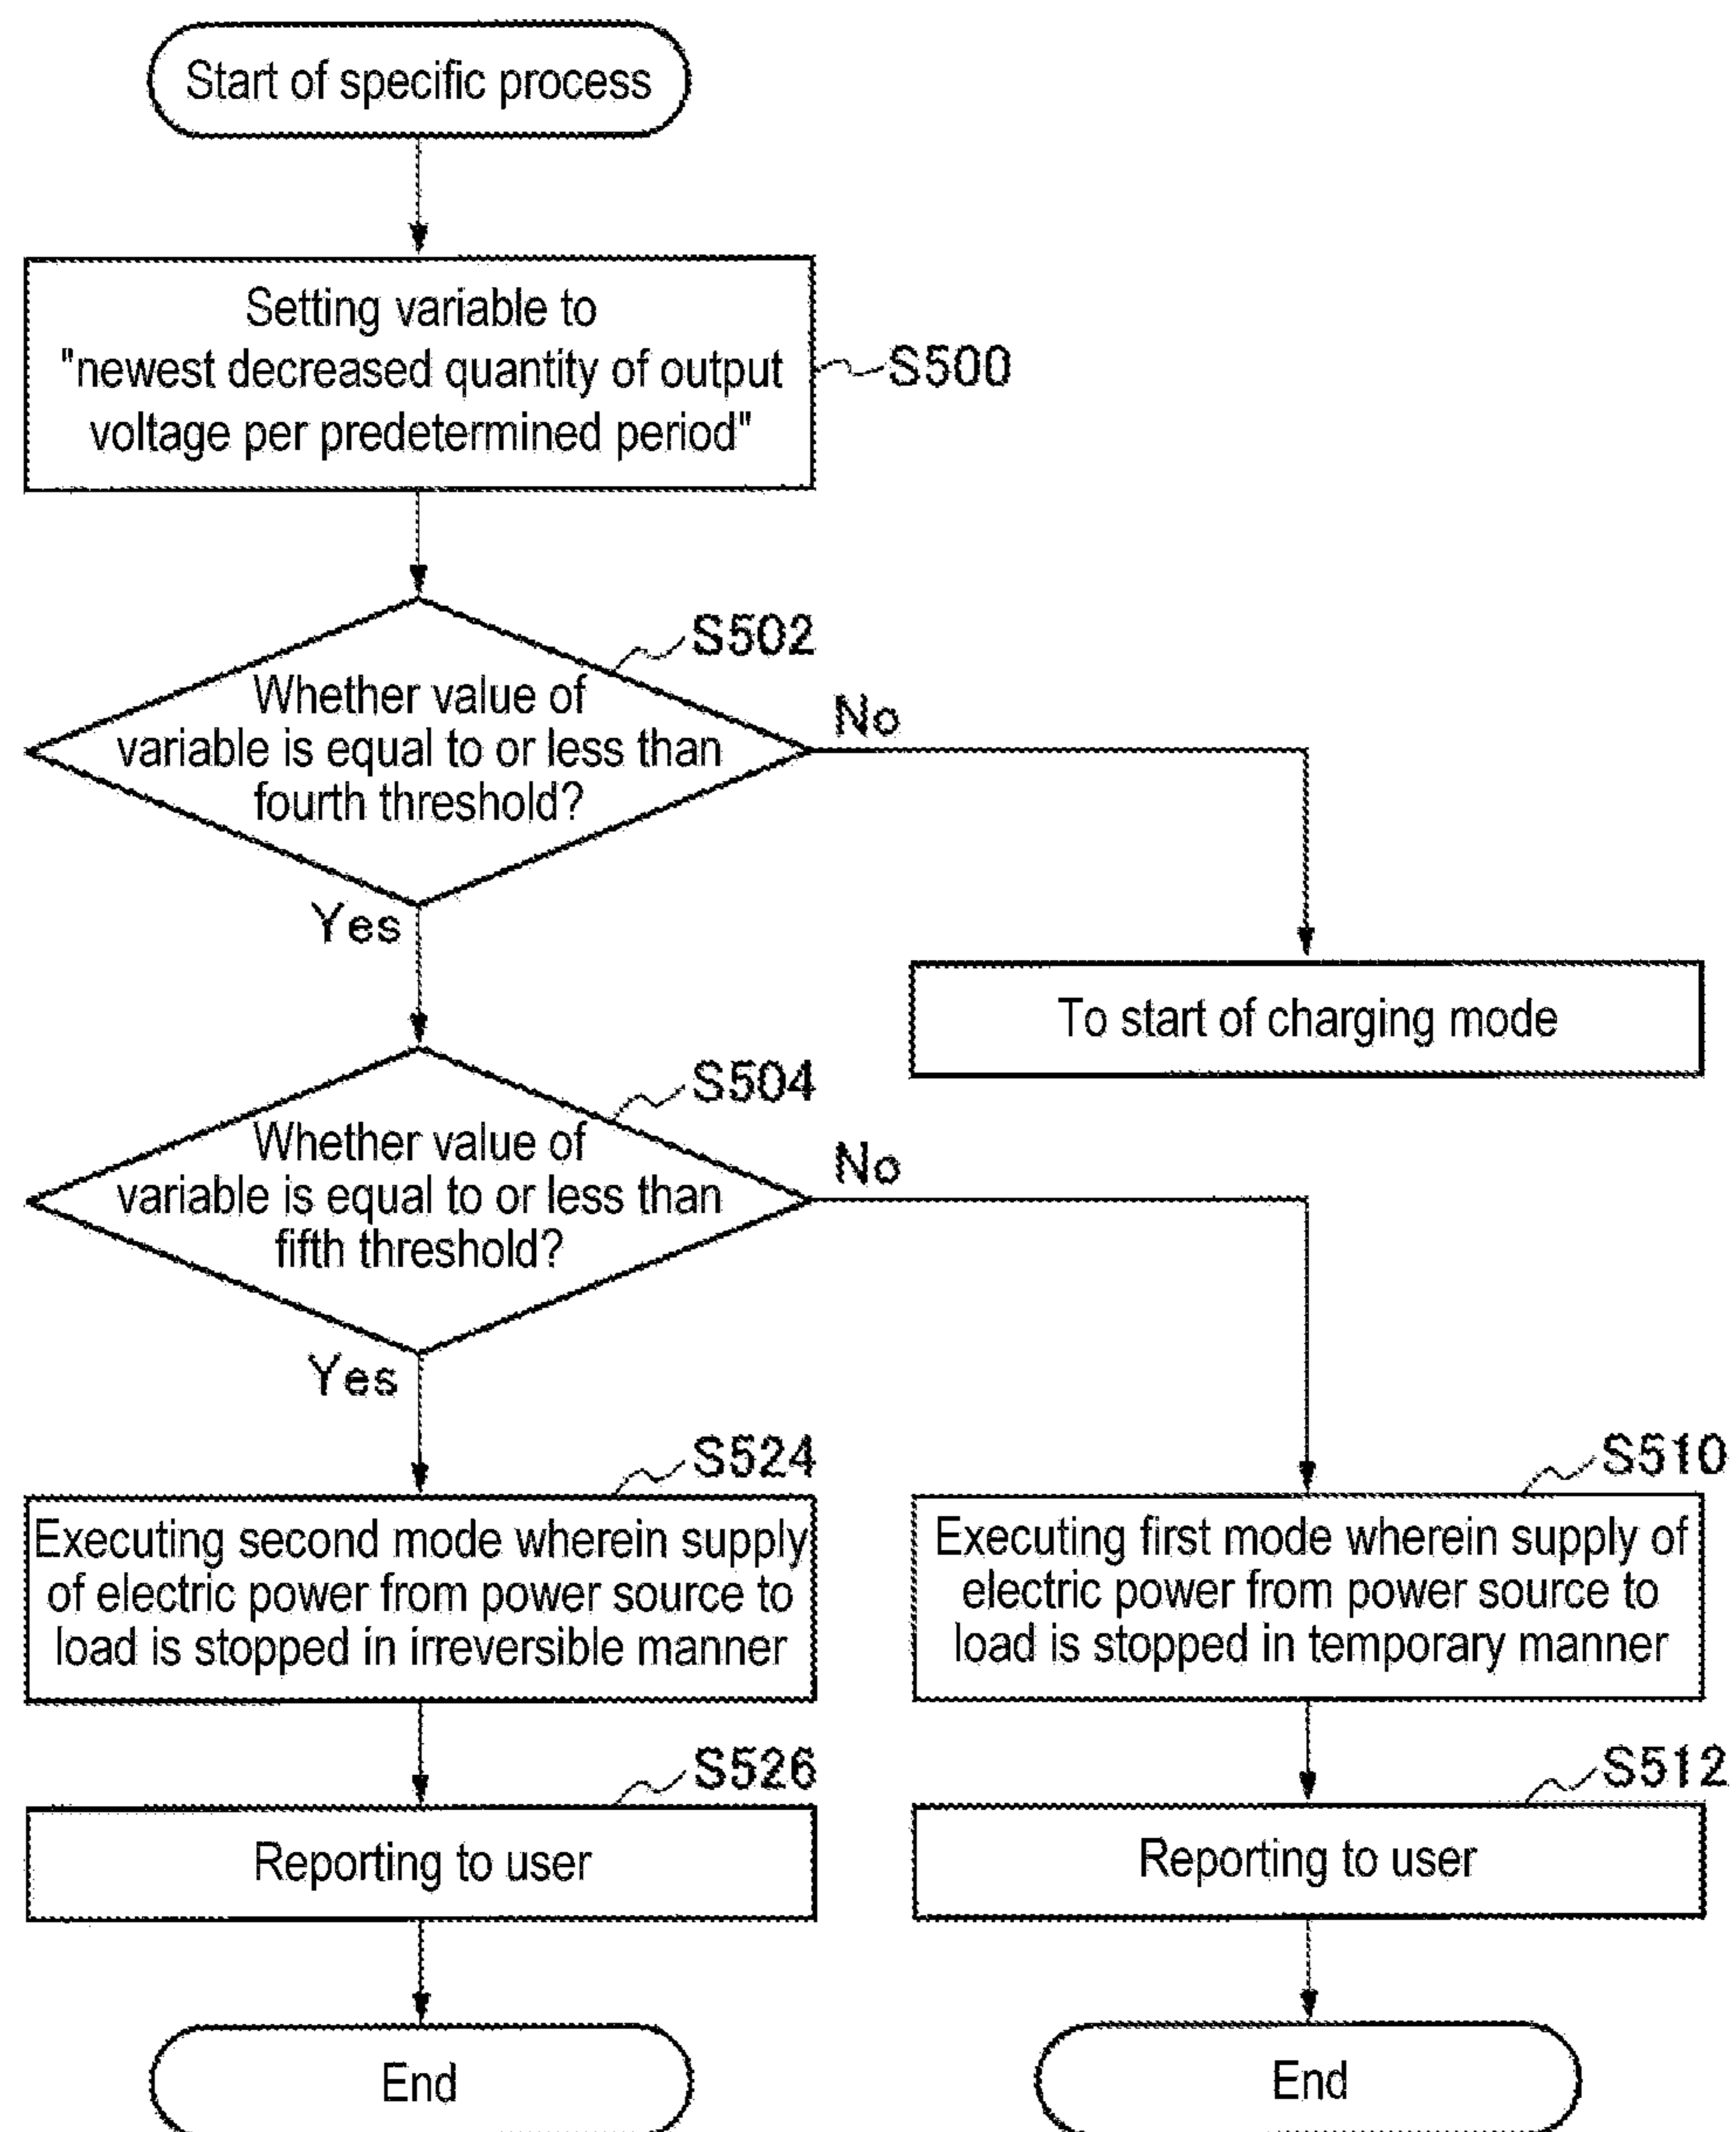 Start of specific process
Setting variable to
"newest decreased quantity of output
voltage per predetermined period"
S500
S502
Whether value of
variable is equal to or less than
fourth threshold?
No
Yes
To start of charging mode
S504
Whether value of
variable is equal to or less than
fifth threshold?
No
Yes
S524
Executing second mode wherein supply
of electric power from power source to
load is stopped in irreversible manner
S510
Executing first mode wherein supply of
electric power from power source to
load is stopped in temporary manner
S526
Reporting to user
S512
Reporting to user
End
End